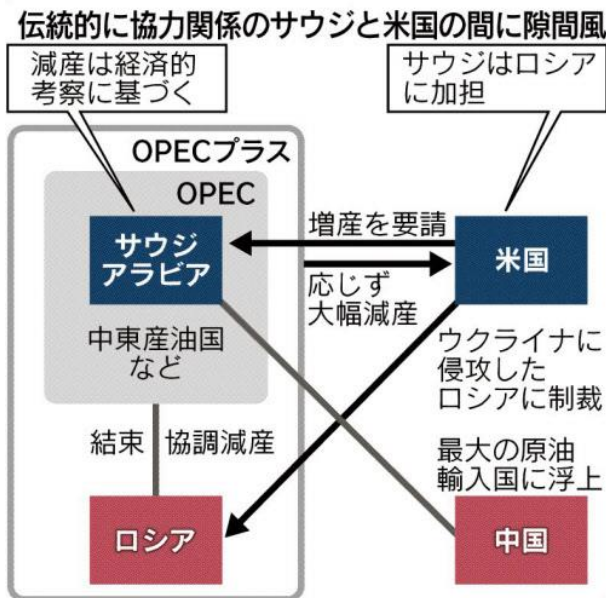 伝統的に協力関係のサウジと米国の間に隙間風
減産は経済的
考察に基づく
サウジはロシア
に加担
OPECプラス
OPEC
サウジ
アラビア
増産を要請
米国
応じず
大幅減産
中東産油国
など
ウクライナに
侵攻した
ロシアに制裁
結束
協調減産
最大の原油
輸入国に浮上
ロシア
中国